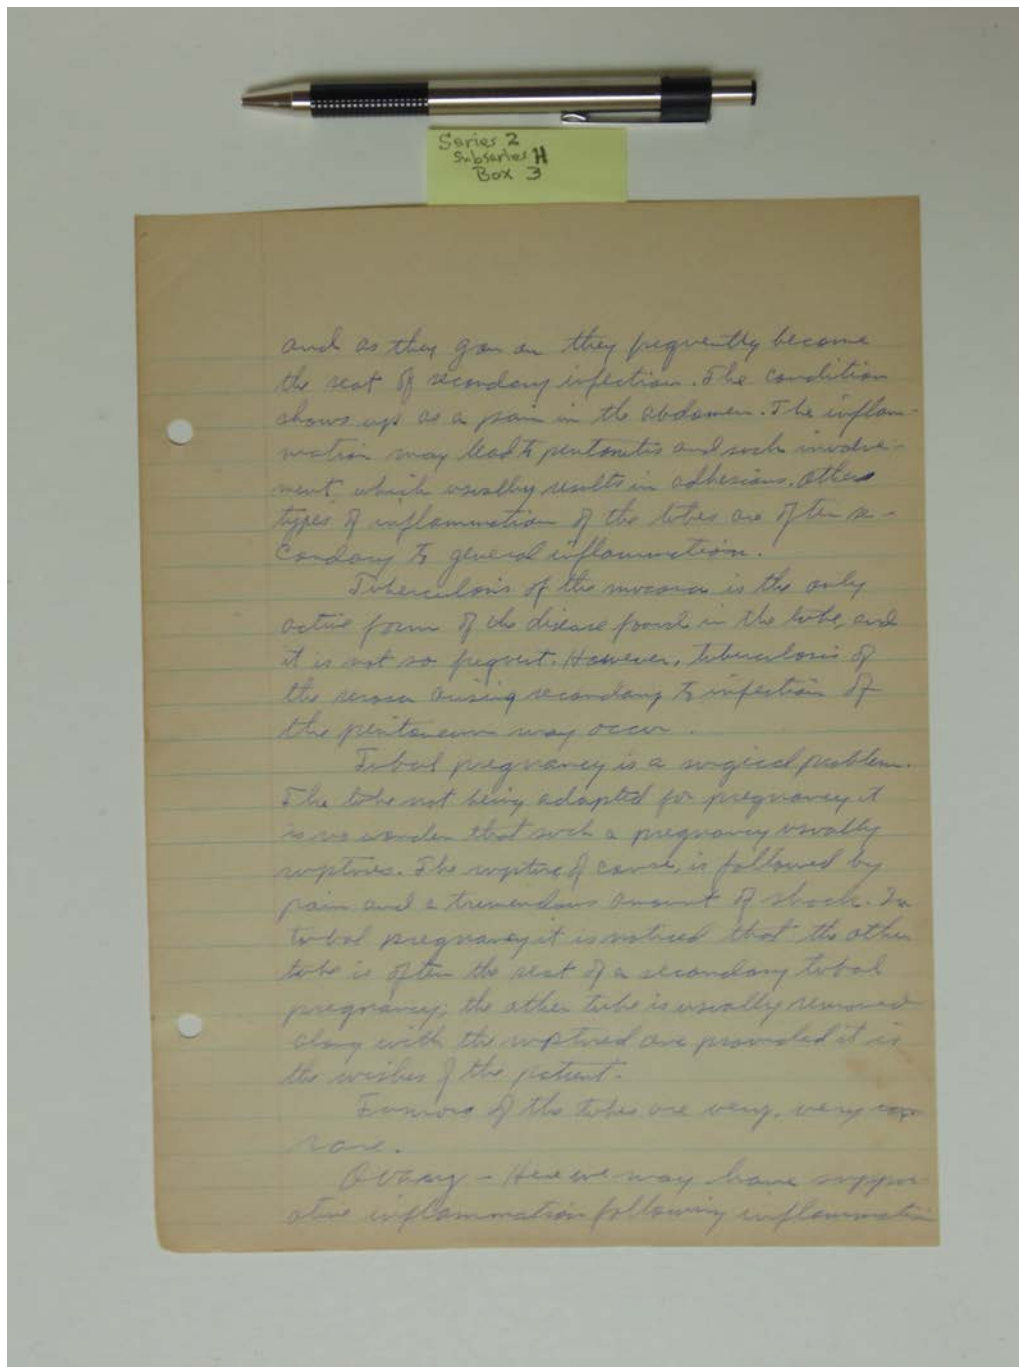 Series 2
Subseries H
Box 3
and as they grow on they frequently become
the seat of secondary infection. The condition
shows up as a pain in the abdomen. The inflam-
mation may lead to peritonitis and such involve-
ment, which usually results in adhesions. Other
types of inflammation of the tubes are often se-
condary to general inflammation.
Tuberculosis of the mucosa is the only
active form of the disease found in the tube, and
it is not so frequent. However, tuberculosis of
the serosa arising secondary to infection of
the peritoneum may occur.
Tubal pregnancy is a surgical problem.
The tube not being adapted for pregnancy it
is no wonder that such a pregnancy usually
ruptures. The rupture of course, is followed by
pain and a tremendous amount of shock. In
tubal pregnancy it is noticed that the other
tube is often the seat of a secondary tubal
pregnancy; the other tube is usually removed
along with the ruptured one provided it is
the wishes of the patient.
Tumors of the tubes are very, very
rare.
Ovary - Here we may have suppur-
ative inflammation following inflammation